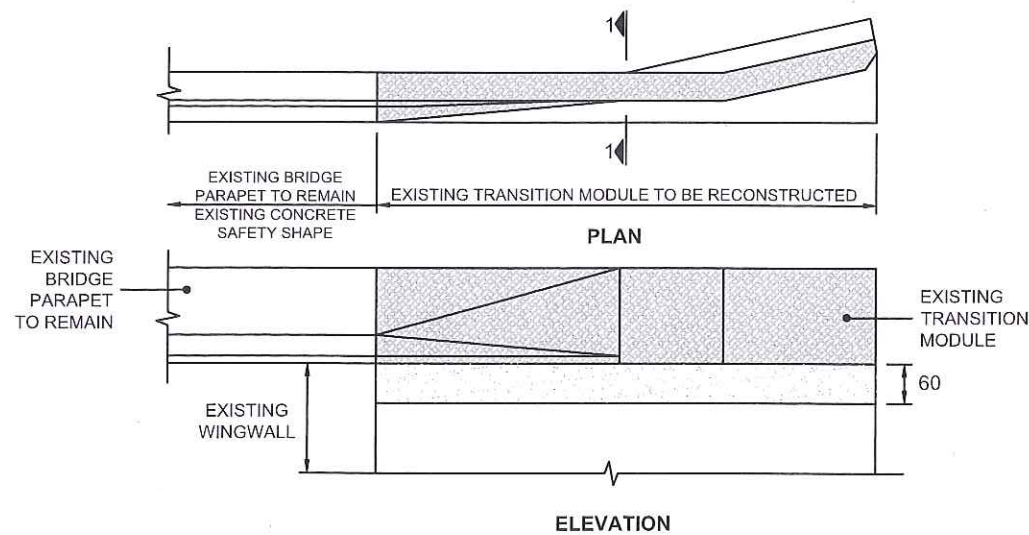 1
1
EXISTING BRIDGE
PARAPET TO REMAIN
EXISTING CONCRETE
SAFETY SHAPE
EXISTING TRANSITION MODULE TO BE RECONSTRUCTED
PLAN
EXISTING
BRIDGE
PARAPET
TO REMAIN
EXISTING
TRANSITION
MODULE
60
EXISTING
WINGWALL
ELEVATION